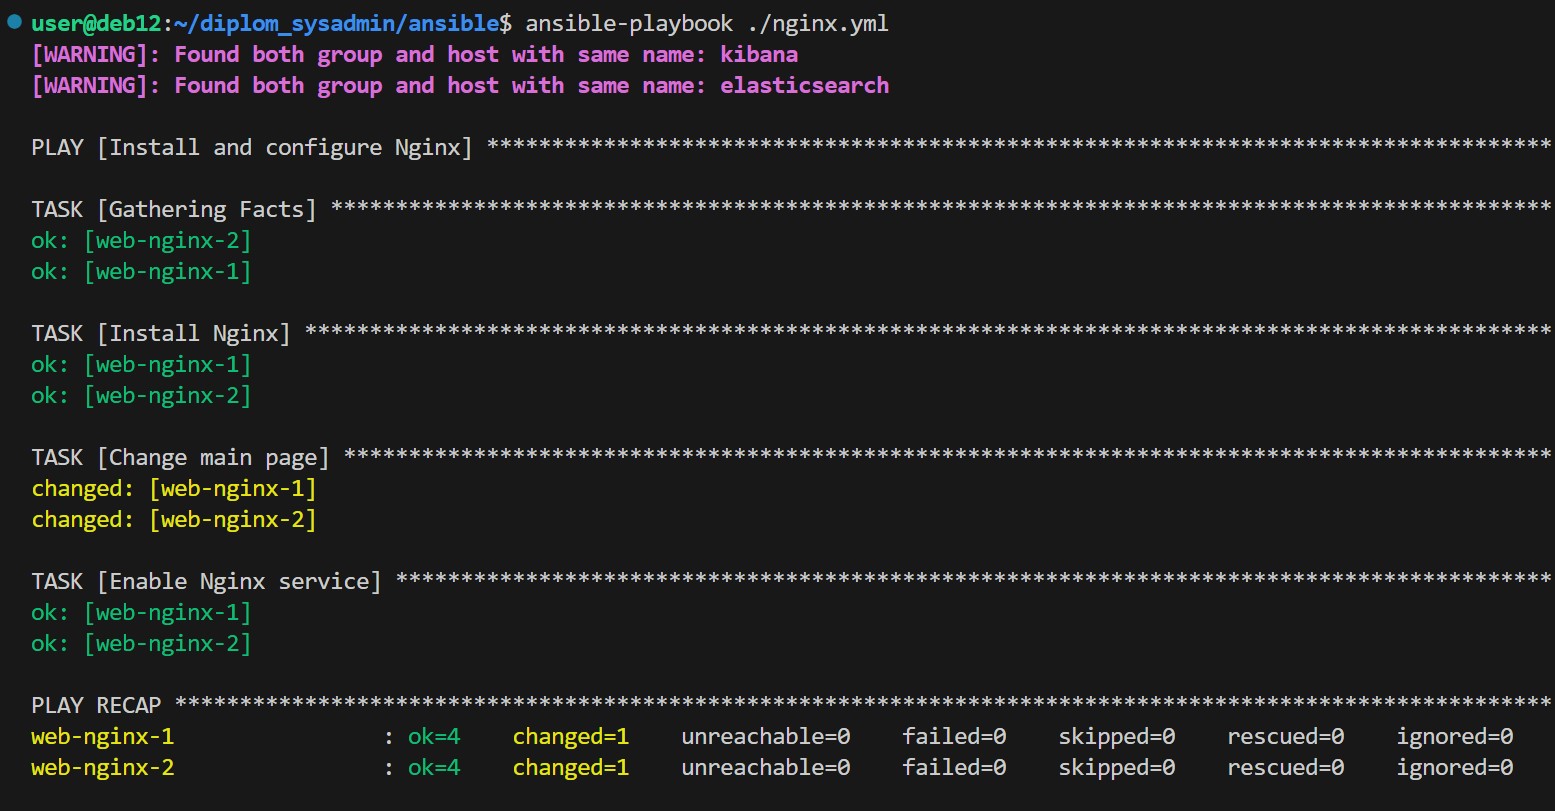 user@deb12:~/diplom_sysadmin/ansible$ ansible-playbook ./nginx.yml
[WARNING]: Found both group and host with same name: kibana
[WARNING]: Found both group and host with same name: elasticsearch
PLAY [Install and configure Nginx] **********************************************************************************
TASK [Gathering Facts] **********************************************************************************************
ok: [web-nginx-2]
ok: [web-nginx-1]
TASK [Install Nginx] ************************************************************************************************
ok: [web-nginx-1]
ok: [web-nginx-2]
TASK [Change main page] *********************************************************************************************
changed: [web-nginx-1]
changed: [web-nginx-2]
TASK [Enable Nginx service] *****************************************************************************************
ok: [web-nginx-1]
ok: [web-nginx-2]
PLAY RECAP **********************************************************************************************************
web-nginx-1                : ok=4    changed=1    unreachable=0    failed=0    skipped=0    rescued=0    ignored=0
web-nginx-2                : ok=4    changed=1    unreachable=0    failed=0    skipped=0    rescued=0    ignored=0